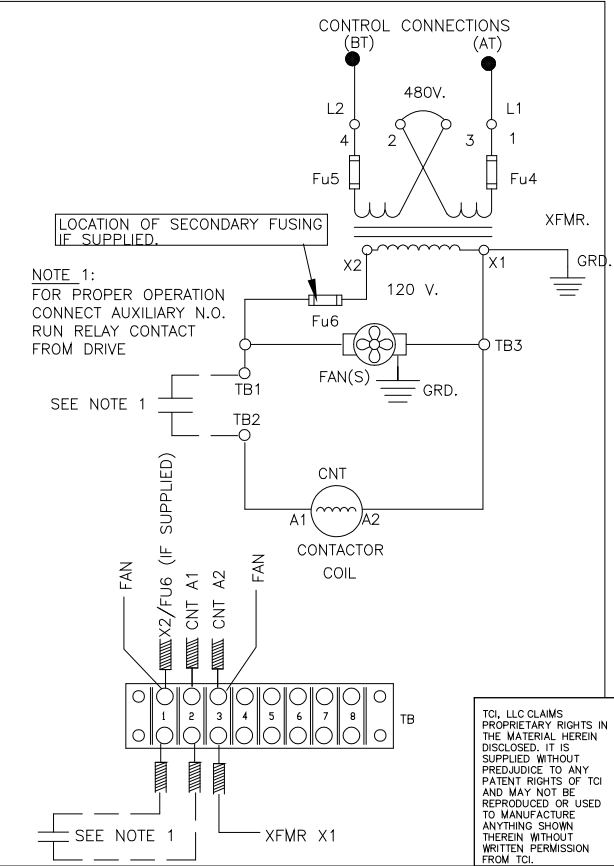 CONTROL CONNECTIONS
(BT) (AT)
480V.
L2 L1
4 2 3 1
Fu5 Fu4
XFMR.
LOCATION OF SECONDARY FUSING
IF SUPPLIED.
X2 X1
GRD.
NOTE 1:
FOR PROPER OPERATION
CONNECT AUXILIARY N.O.
RUN RELAY CONTACT
FROM DRIVE
120 V.
Fu6
TB3
FAN(S)
GRD.
TB1
SEE NOTE 1
TB2
CNT
A1 A2
CONTACTOR
COIL
FAN
X2/FU6 (IF SUPPLIED)
CNT A1
CNT A2
FAN
1 2 3 4 5 6 7 8
TB
SEE NOTE 1
XFMR X1
TCI, LLC CLAIMS
PROPRIETARY RIGHTS IN
THE MATERIAL HEREIN
DISCLOSED. IT IS
SUPPLIED WITHOUT
PREDJUDICE TO ANY
PATENT RIGHTS OF TCI
AND MAY NOT BE
REPRODUCED OR USED
TO MANUFACTURE
ANYTHING SHOWN
THEREIN WITHOUT
WRITTEN PERMISSION
FROM TCI.